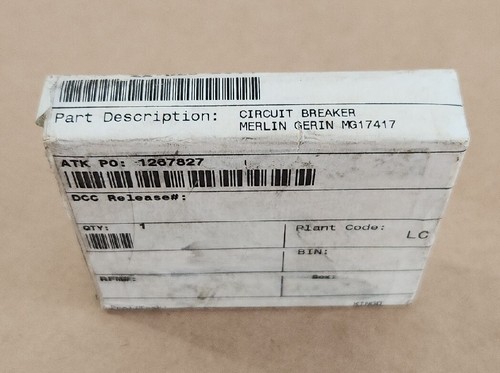 Part Description: CIRCUIT BREAKER
MERLIN GERIN MG17417
ATK PO: 1267827
DCC Release#:
QTY: 1
Plant Code: LC
BIN: